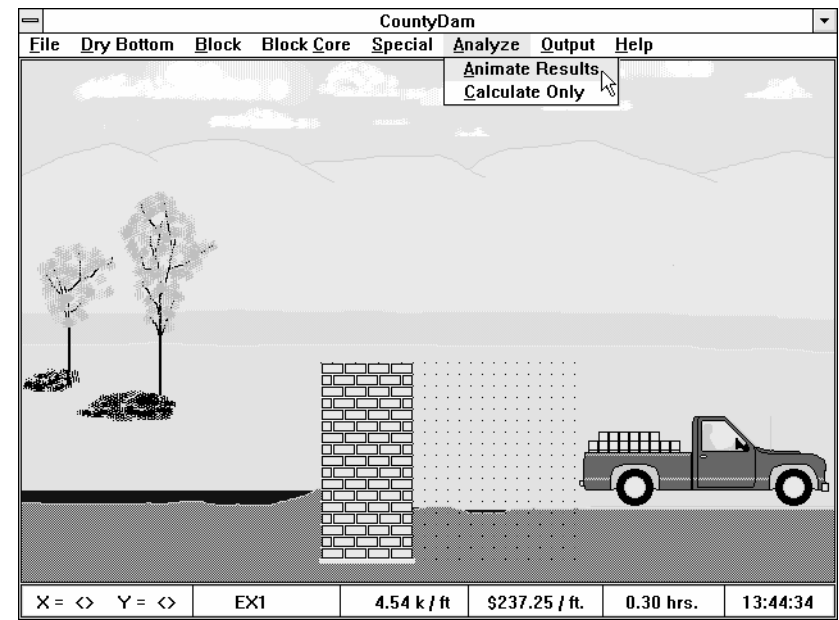 CountyDam
File Dry Bottom Block Block Core Special Analyze Output Help
Animate Results
Calculate Only
X = <> Y = <> EX1 4.54 k / ft $237.25 / ft. 0.30 hrs. 13:44:34